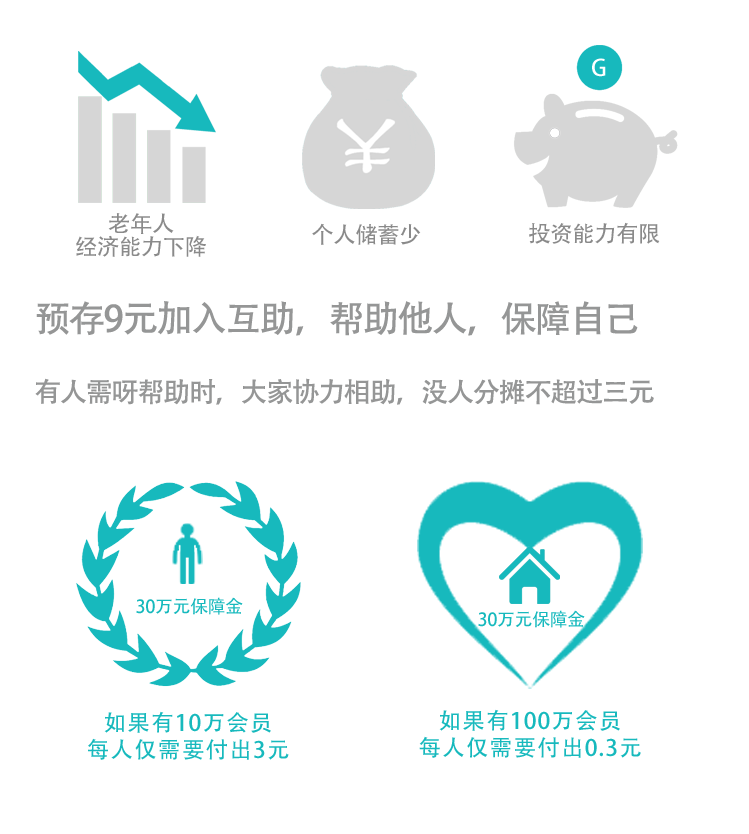 G
¥
老年人
经济能力下降
个人储蓄少
投资能力有限
预存9元加入互助，帮助他人，保障自己
有人需呀帮助时，大家协力相助，没人分摊不超过三元
30万元保障金
30万元保障金
如果有10万会员
每人仅需要付出3元
如果有100万会员
每人仅需要付出0.3元